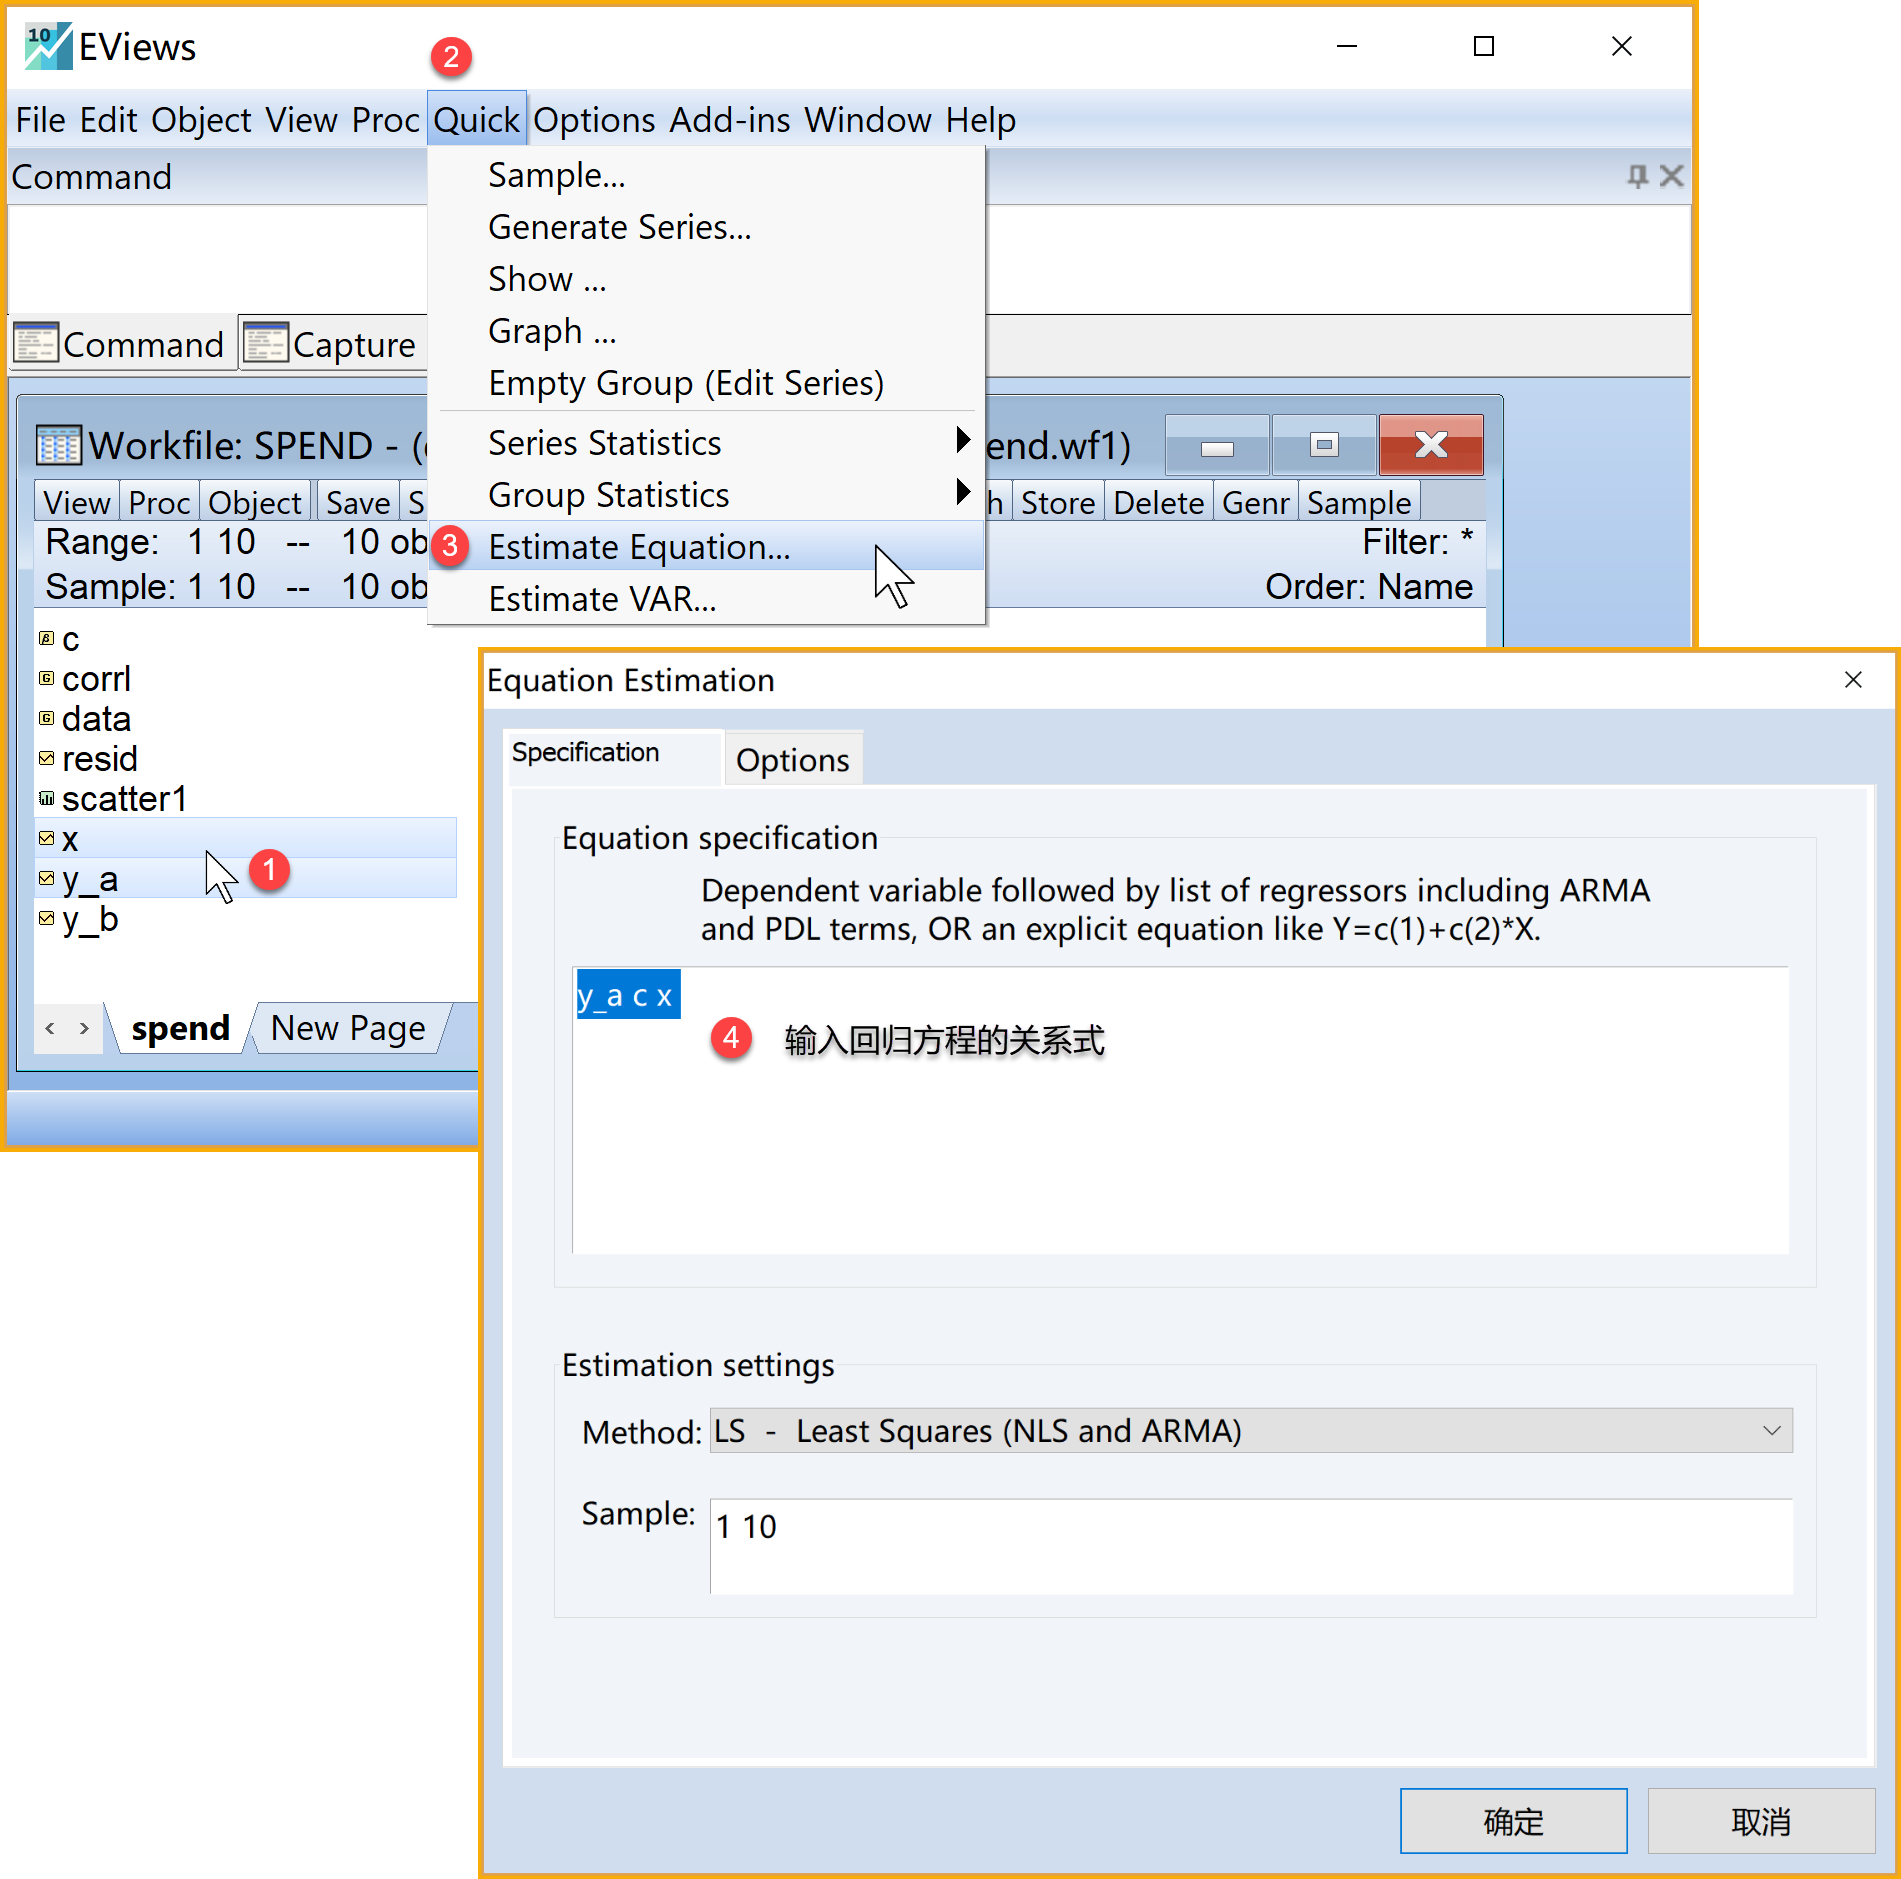 10 EViews
2
File Edit Object View Proc Quick Options Add-ins Window Help
Command
Sample...
Generate Series...
Show ...
Graph ...
Empty Group (Edit Series)
Series Statistics
Group Statistics
3 Estimate Equation...
Estimate VAR...
Command Capture
Workfile: SPEND - ( end.wf1)
View Proc Object Save S h Store Delete Genr Sample
Range: 1 10 -- 10 ob Filter: *
Sample: 1 10 -- 10 ob Order: Name
c
corrl
data
resid
scatter1
x
y_a 1
y_b
spend New Page
Equation Estimation
Specification Options
Equation specification
Dependent variable followed by list of regressors including ARMA
and PDL terms, OR an explicit equation like Y=c(1)+c(2)*X.
y_a c x
4 输入回归方程的关系式
Estimation settings
Method: LS - Least Squares (NLS and ARMA)
Sample: 1 10
确定 取消